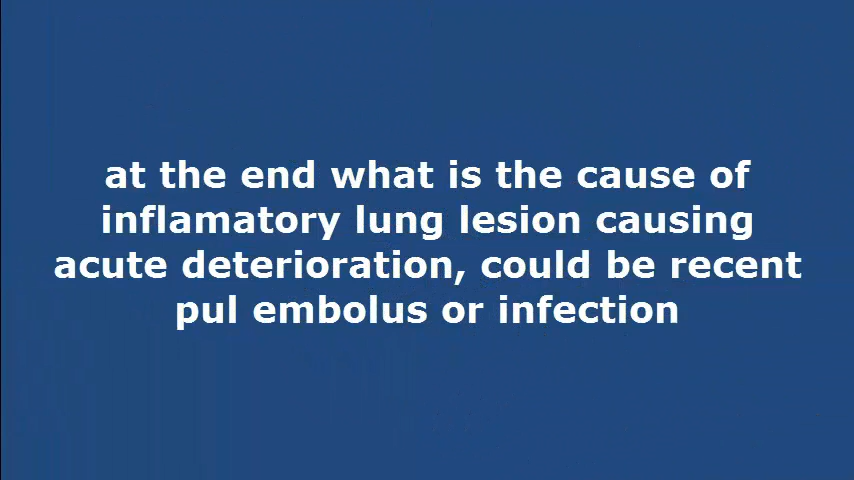 at the end what is the cause of
inflamatory lung lesion causing
acute deterioration, could be recent
pul embolus or infection